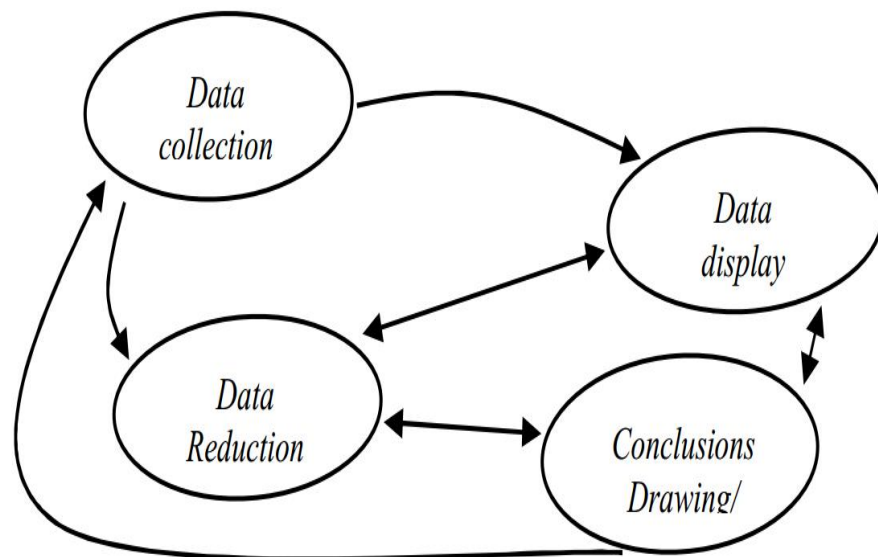 Data
collection
Data
display
Data
Reduction
Conclusions
Drawing/